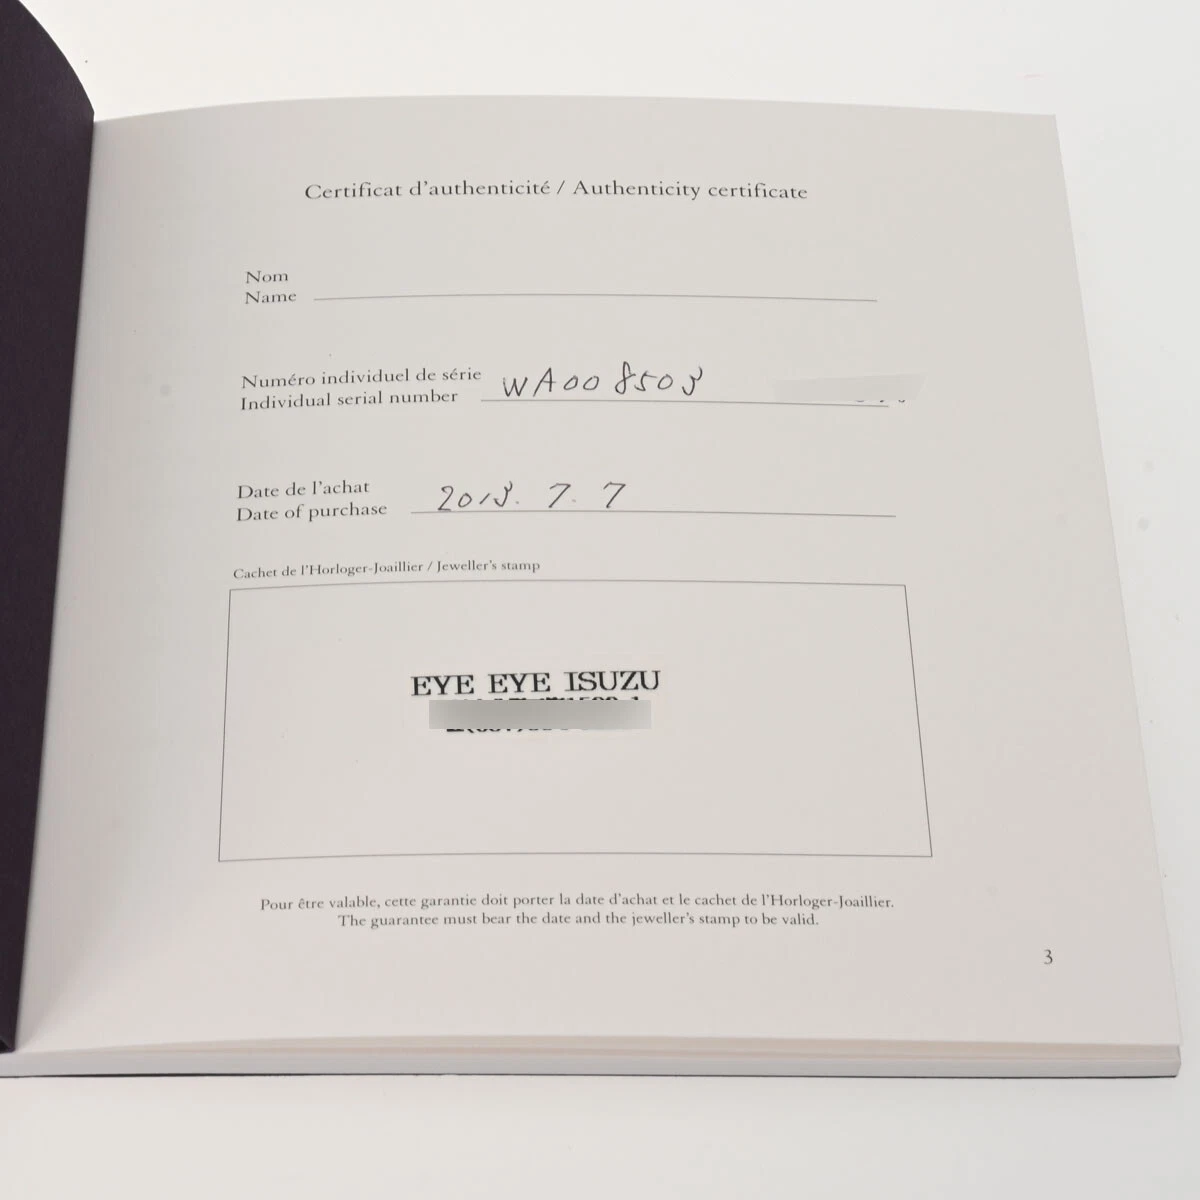 Certificat d'authenticité / Authenticity certificate
Nom
Name
Numéro individuel de série
Individual serial number
WA008503
Date de l'achat
Date of purchase
2013. 7. 7
Cachet de l'Horloger-Joaillier / Jeweller's stamp
EYE EYE ISUZU
Pour être valable, cette garantie doit porter la date d'achat et le cachet de l'Horloger-Joaillier.
The guarantee must bear the date and the jeweller's stamp to be valid.
3